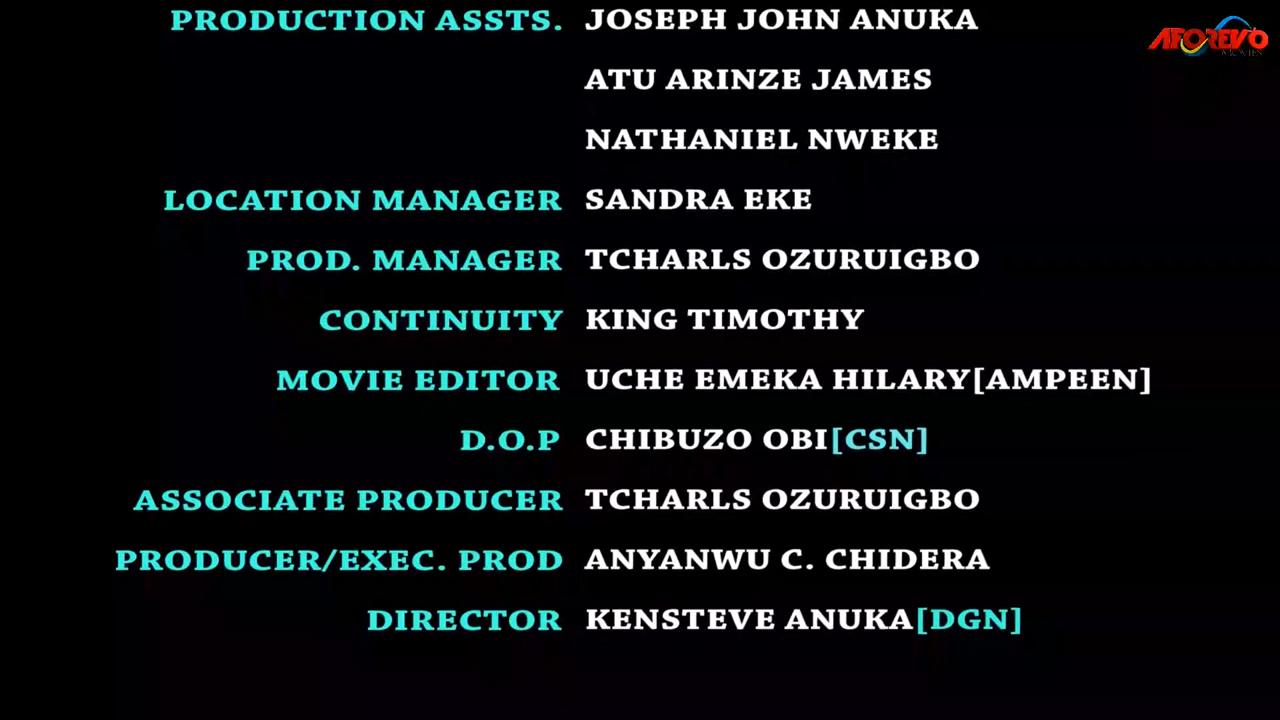 PRODUCTION ASSTS. JOSEPH JOHN ANUKA
AFOREVO
MOVIES
ATU ARINZE JAMES
NATHANIEL NWEKE
LOCATION MANAGER SANDRA EKE
PROD. MANAGER TCHARLS OZURUIGBO
CONTINUITY KING TIMOTHY
MOVIE EDITOR UCHE EMEKA HILARY[AMPEEN]
D.O.P CHIBUZO OBI[CSN]
ASSOCIATE PRODUCER TCHARLS OZURUIGBO
PRODUCER/EXEC. PROD ANYANWU C. CHIDERA
DIRECTOR KENSTEVE ANUKA[DGN]